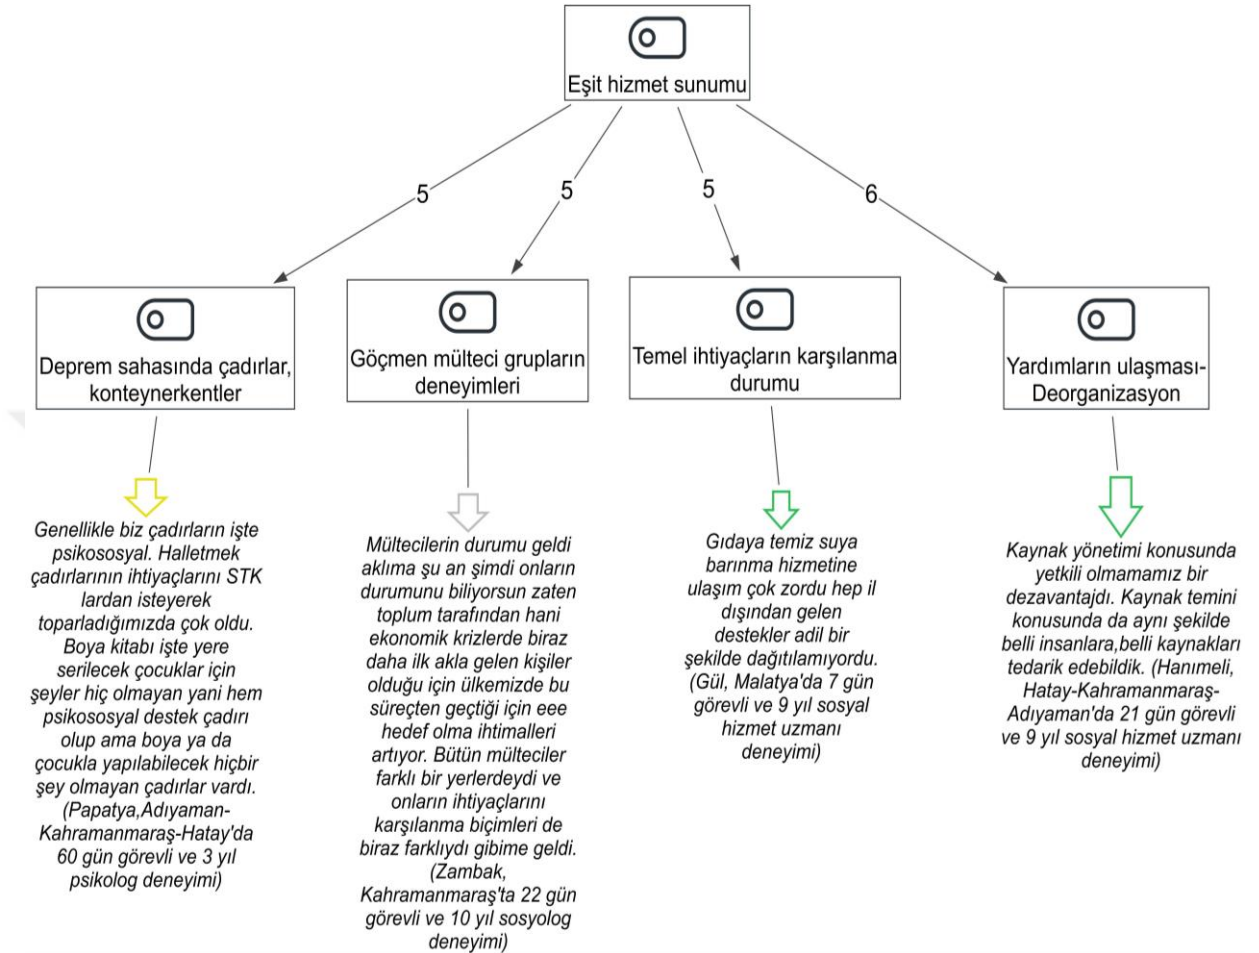 Eşit hizmet sunumu
5
5
5
6
Deprem sahasında çadırlar,
konteynerkentler
Göçmen mülteci grupların
deneyimleri
Temel ihtiyaçların karşılanma
durumu
Yardımların ulaşması-
Deorganizasyon
Genellikle biz çadırların işte
psikososyal. Halletmek
çadırlarının ihtiyaçlarını STK
lardan isteyerek
toparladığımızda çok oldu.
Boya kitabı işte yere
serilecek çocuklar için
şeyler hiç olmayan yani hem
psikososyal destek çadırı
olup ama boya ya da
çocukla yapılabilecek hiçbir
şey olmayan çadırlar vardı.
(Papatya,Adıyaman-
Kahramanmaraş-Hatay'da
60 gün görevli ve 3 yıl
psikolog deneyimi)
Mültecilerin durumu geldi
aklıma şu an şimdi onların
durumunu biliyorsun zaten
toplum tarafından hani
ekonomik krizlerde biraz
daha ilk akla gelen kişiler
olduğu için ülkemizde bu
süreçten geçtiği için eee
hedef olma ihtimalleri
artıyor. Bütün mülteciler
farklı bir yerlerdeydi ve
onların ihtiyaçlarını
karşılanma biçimleri de
biraz farklıydı gibime geldi.
(Zambak,
Kahramanmaraş'ta 22 gün
görevli ve 10 yıl sosyolog
deneyimi)
Gıdaya temiz suya
barınma hizmetine
ulaşım çok zordu hep il
dışından gelen
destekler adil bir
şekilde dağıtılamıyordu.
(Gül, Malatya'da 7 gün
görevli ve 9 yıl sosyal
hizmet uzmanı
deneyimi)
Kaynak yönetimi konusunda
yetkili olmamamız bir
dezavantajdı. Kaynak temini
konusunda da aynı şekilde
belli insanlara,belli kaynakları
tedarik edebildik. (Hanımeli,
Hatay-Kahramanmaraş-
Adıyaman'da 21 gün görevli
ve 9 yıl sosyal hizmet uzmanı
deneyimi)